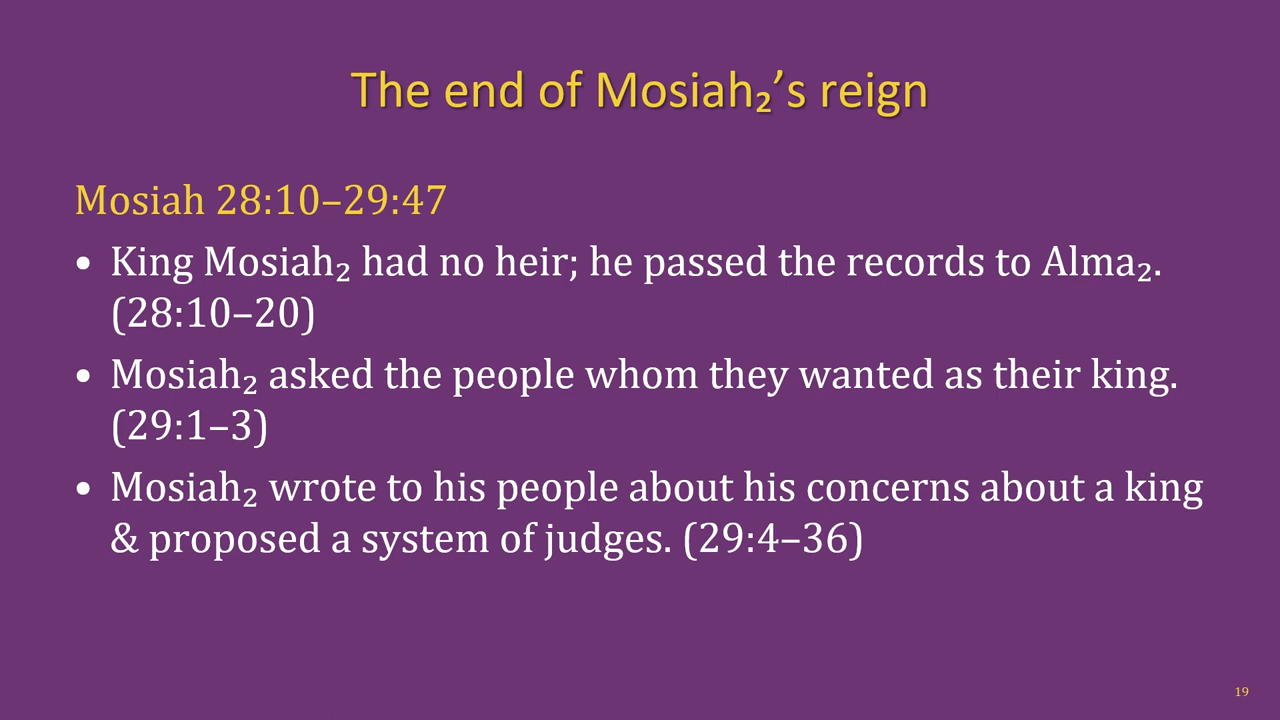 The end of Mosiah₂’s reign
Mosiah 28:10–29:47
• King Mosiah₂ had no heir; he passed the records to Alma₂.
(28:10–20)
• Mosiah₂ asked the people whom they wanted as their king.
(29:1–3)
• Mosiah₂ wrote to his people about his concerns about a king
& proposed a system of judges. (29:4–36)
19